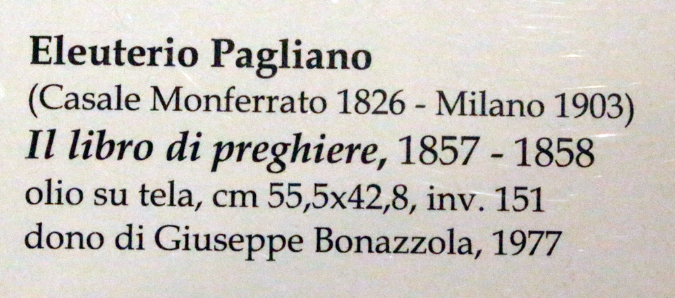 Eleuterio Pagliano
(Casale Monferrato 1826 - Milano 1903)
Il libro di preghiere, 1857 - 1858
olio su tela, cm 55,5x42,8, inv. 151
dono di Giuseppe Bonazzola, 1977